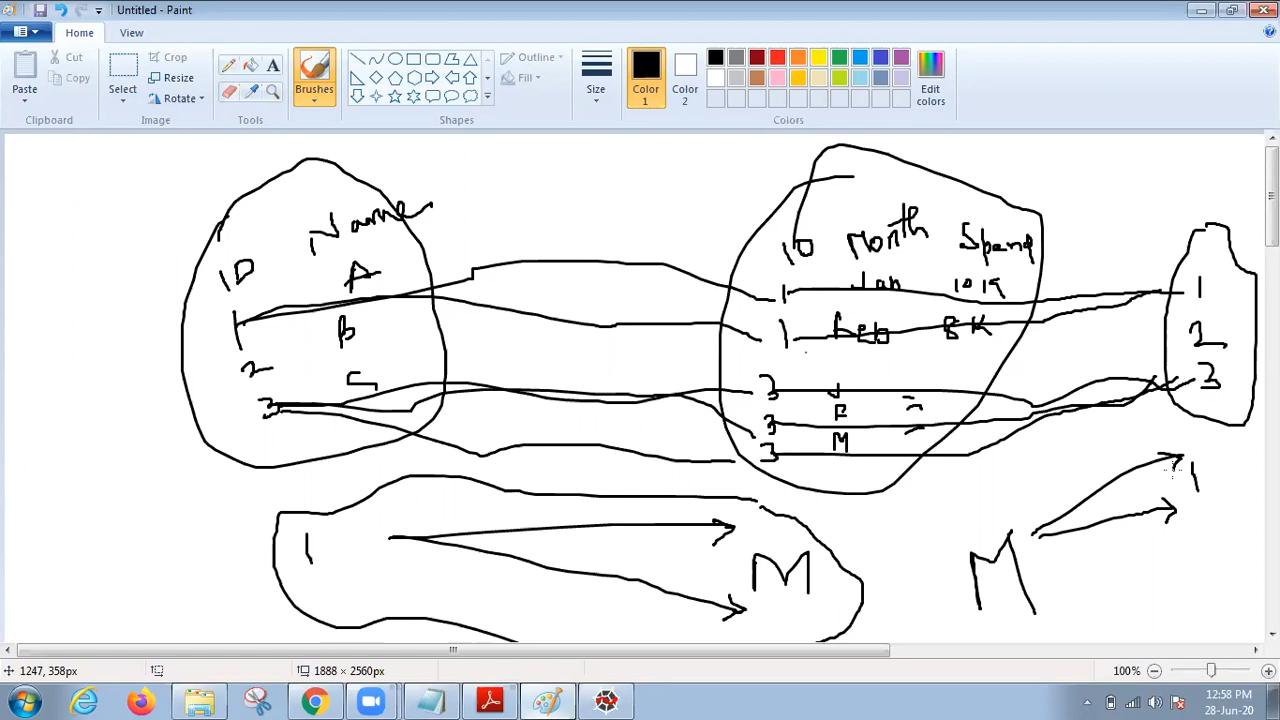 Untitled - Paint
Home View
Paste
Cut
Copy
Clipboard
Select
Crop
Resize
Rotate
Image
A
Tools
Brushes
Shapes
Outline
Fill
Size
Color 1
Color 2
Colors
Edit colors
ID Name
1 A
2 B
3 C
ID Month Spend
1 Jan 10K
1 Feb 8K
3 J
3 F
3 M
1
2
3
1 M
M 1
1247, 358px
1888 × 2560px
100%
12:58 PM
28-Jun-20